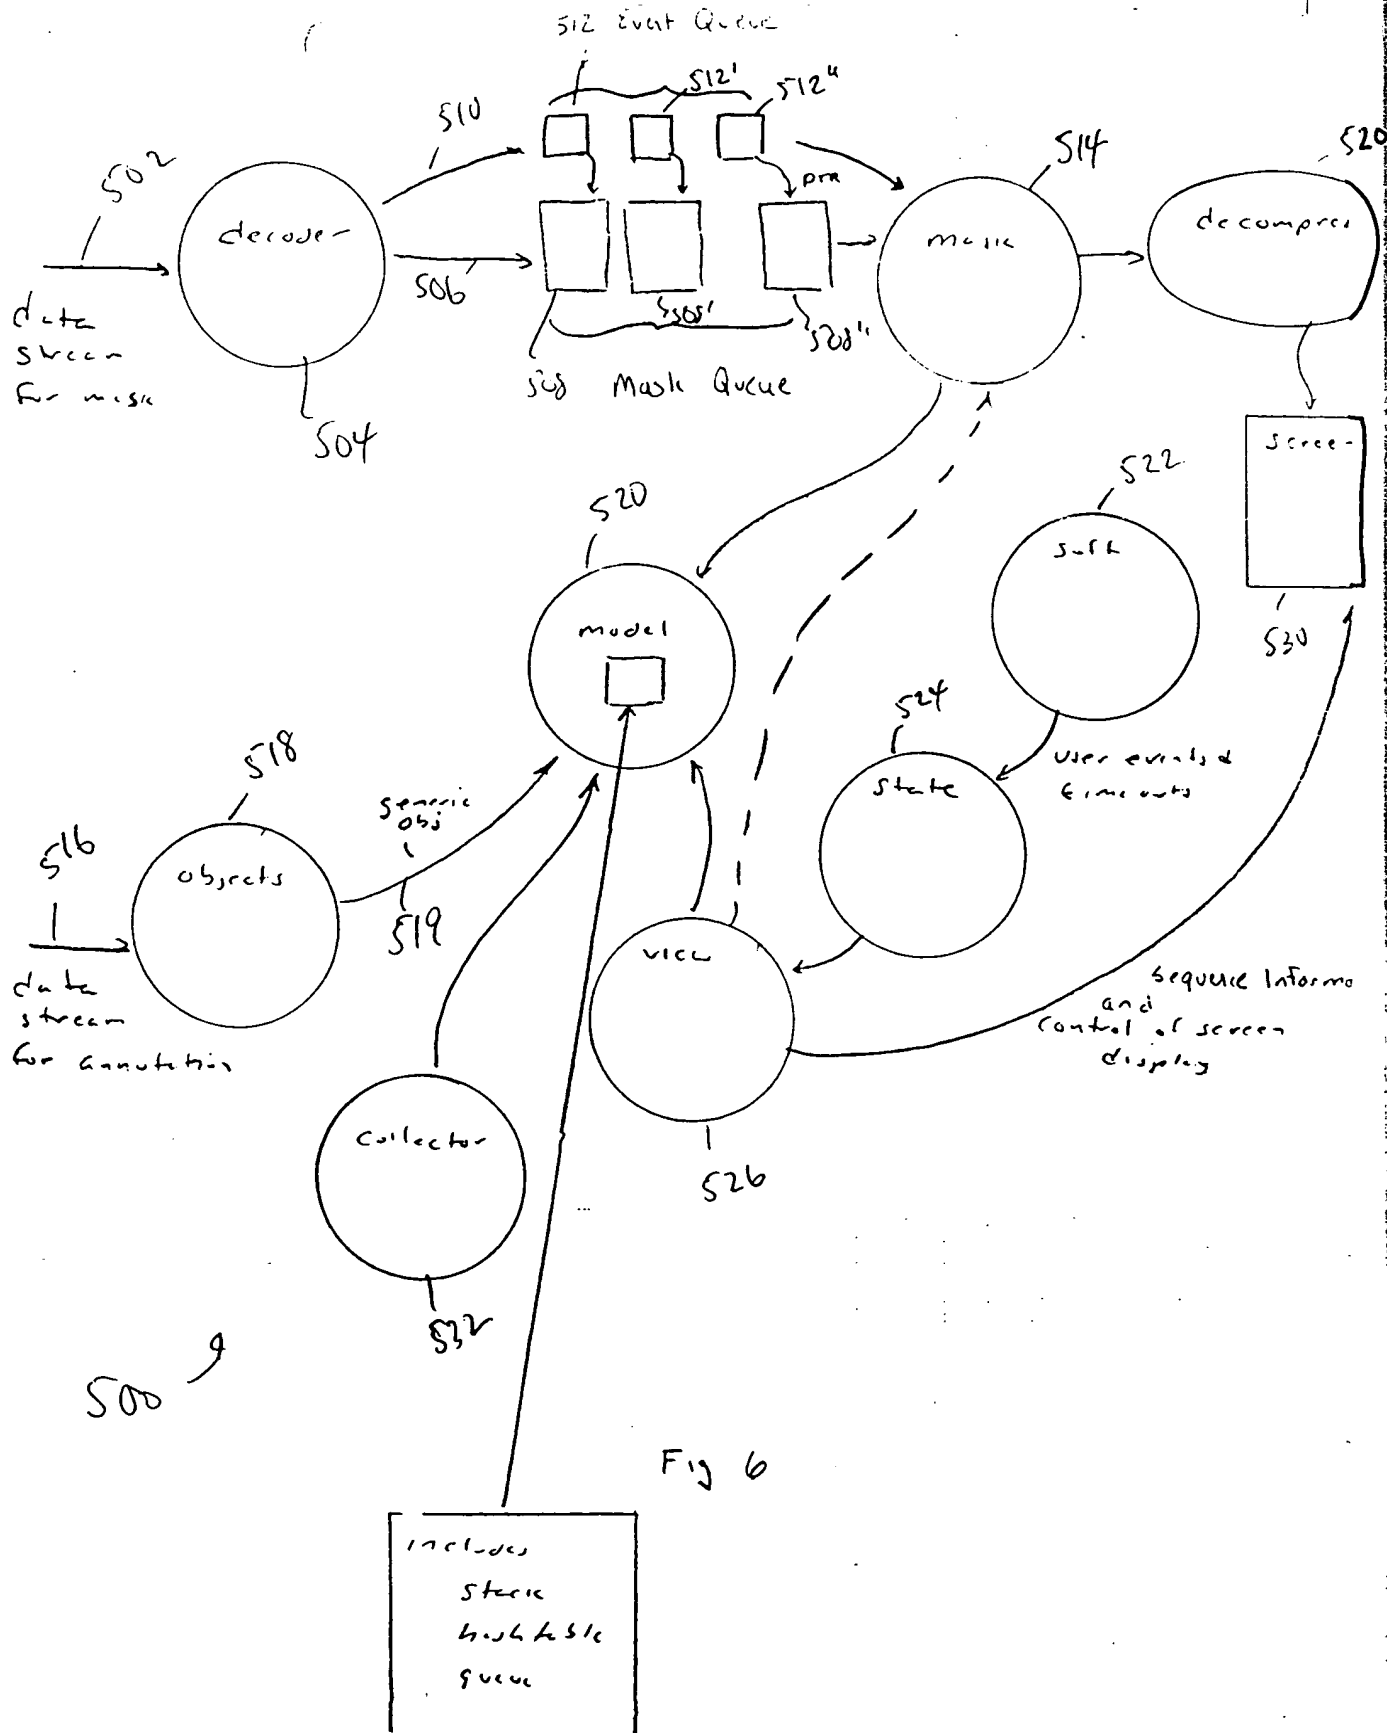 512 Event Queue
512'
512"
510
514
520
502
ptr
decoder
mask
decompres
506
508'
508"
data
stream
for mask
508 Mask Queue
504
screen
522
520
model
530
524
518
user events &
timeouts
state
generic
obj
516
objects
519
view
data
stream
for annotation
sequence Informa
and
control of screen
display
collector
526
532
500
Fig 6
includes
stack
hashtable
queue